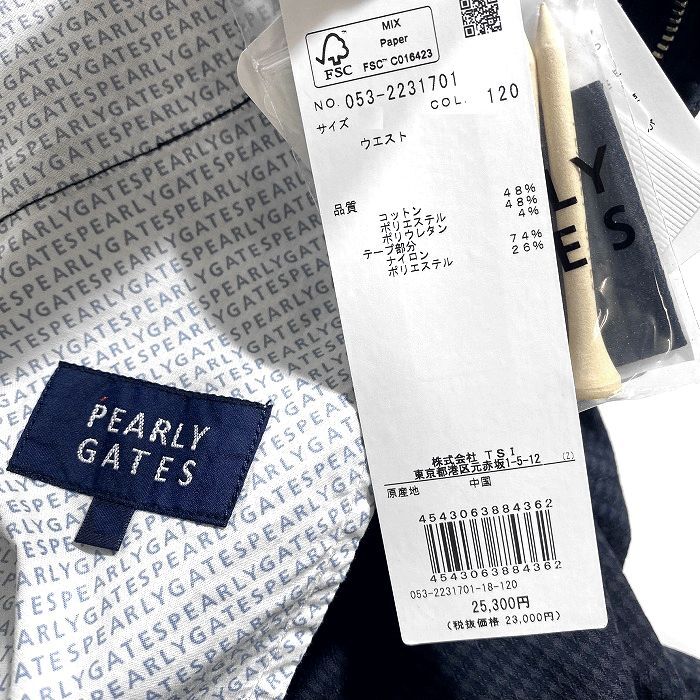 MIX
Paper
FSC
FSC™ C016423
NO. 053-2231701
COL. 120
サイズ
ウエスト
品質
コットン 48%
ポリエステル 48%
ポリウレタン 4%
テープ部分
ナイロン 74%
ポリエステル 26%
株式会社 TSI
東京都港区元赤坂1-5-12
(Z)
原産地 中国
4543063884362
4543063884362
053-2231701-18-120
25,300円
(税抜価格 23,000円)
PEARLY
GATES
LY
GATES
PEARLYGATESPEARLYGATES